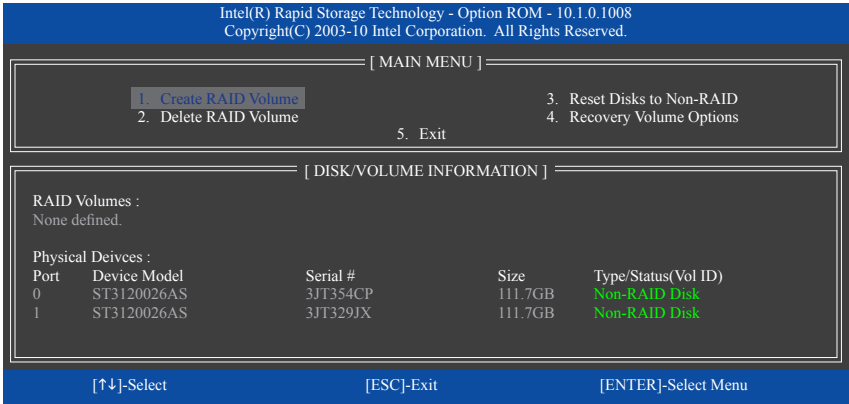 Intel(R) Rapid Storage Technology - Option ROM - 10.1.0.1008
Copyright(C) 2003-10 Intel Corporation. All Rights Reserved.
[ MAIN MENU ]
1. Create RAID Volume 3. Reset Disks to Non-RAID
2. Delete RAID Volume 4. Recovery Volume Options
5. Exit
[ DISK/VOLUME INFORMATION ]
RAID Volumes :
None defined.
Physical Deivces :
Port Device Model Serial # Size Type/Status(Vol ID)
0 ST3120026AS 3JT354CP 111.7GB Non-RAID Disk
1 ST3120026AS 3JT329JX 111.7GB Non-RAID Disk
[↑↓]-Select [ESC]-Exit [ENTER]-Select Menu